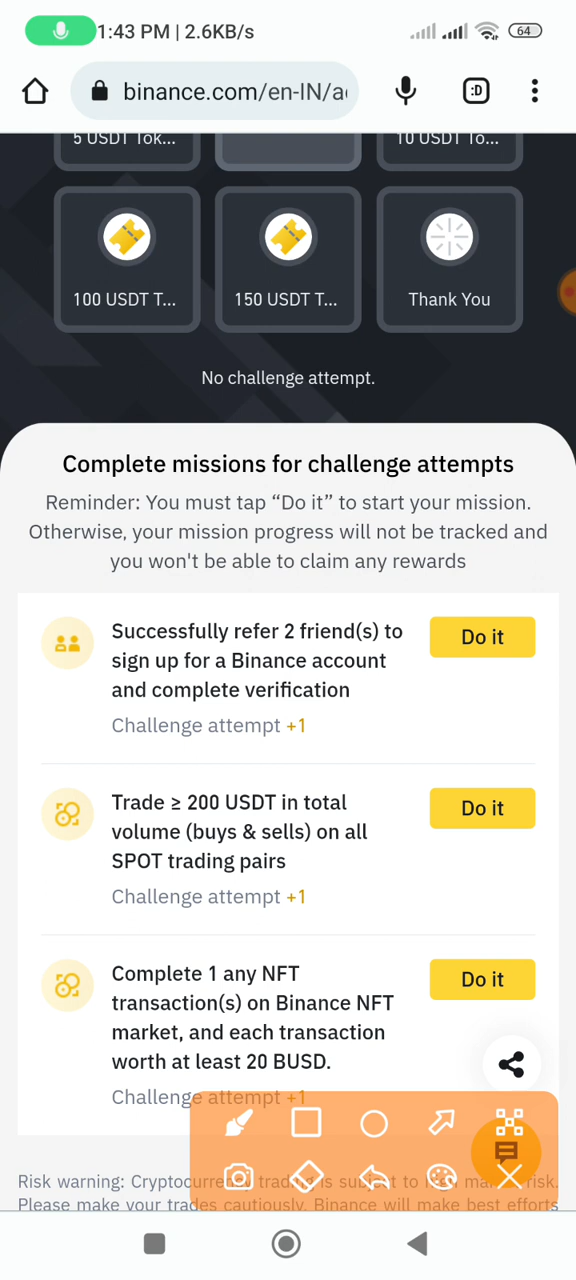 1:43 PM | 2.6KB/s
64
binance.com/en-IN/a
:D
5 USDT Tok...
10 USDT To...
100 USDT T...
150 USDT T...
Thank You
No challenge attempt.
Complete missions for challenge attempts
Reminder: You must tap “Do it” to start your mission.
Otherwise, your mission progress will not be tracked and
you won't be able to claim any rewards
Successfully refer 2 friend(s) to
sign up for a Binance account
and complete verification
Do it
Challenge attempt +1
Trade ≥ 200 USDT in total
volume (buys & sells) on all
SPOT trading pairs
Do it
Challenge attempt +1
Complete 1 any NFT
transaction(s) on Binance NFT
market, and each transaction
worth at least 20 BUSD.
Do it
Challenge attempt +1
Risk warning: Cryptocurrency trading is subject to high market risk.
Please make your trades cautiously. Binance will make best efforts